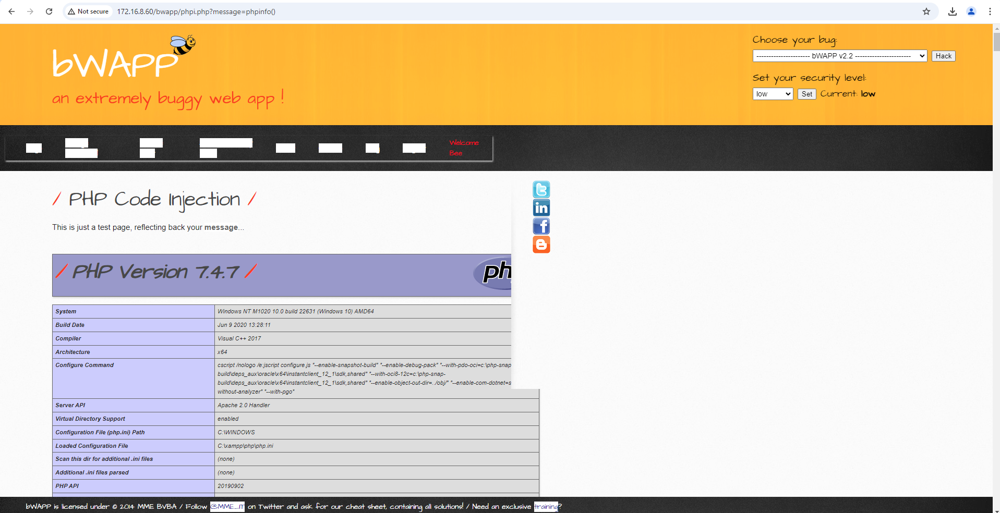 Not secure
172.16.8.60/bwapp/phpi.php?message=phpinfo()
bWAPP
an extremely buggy web app !
Choose your bug:
---------------------- bWAPP v2.2 -----------------------
Hack
Set your security level:
low
Set
Current: low
Welcome
Bee
/ PHP Code Injection /
This is just a test page, reflecting back your message...
/ PHP Version 7.4.7 /
System Windows NT M1020 10.0 build 22631 (Windows 10) AMD64
Build Date Jun 9 2020 13:28:11
Compiler Visual C++ 2017
Architecture x64
Configure Command cscript /nologo /e:jscript configure.js "--enable-snapshot-build" "--enable-debug-pack" "--with-pdo-oci=c:\php-snap
build\deps_aux\oracle\x64\instantclient_12_1\sdk,shared" "--with-oci8-12c=c:\php-snap-
build\deps_aux\oracle\x64\instantclient_12_1\sdk,shared" "--enable-object-out-dir=../obj/" "--enable-com-dotnet=s
without-analyzer" "--with-pgo"
Server API Apache 2.0 Handler
Virtual Directory Support enabled
Configuration File (php.ini) Path C:\WINDOWS
Loaded Configuration File C:\xampp\php\php.ini
Scan this dir for additional .ini files (none)
Additional .ini files parsed (none)
PHP API 20190902
bWAPP is licensed under © 2014 MME BVBA / Follow @MME_IT on Twitter and ask for our cheat sheet, containing all solutions! / Need an exclusive training?